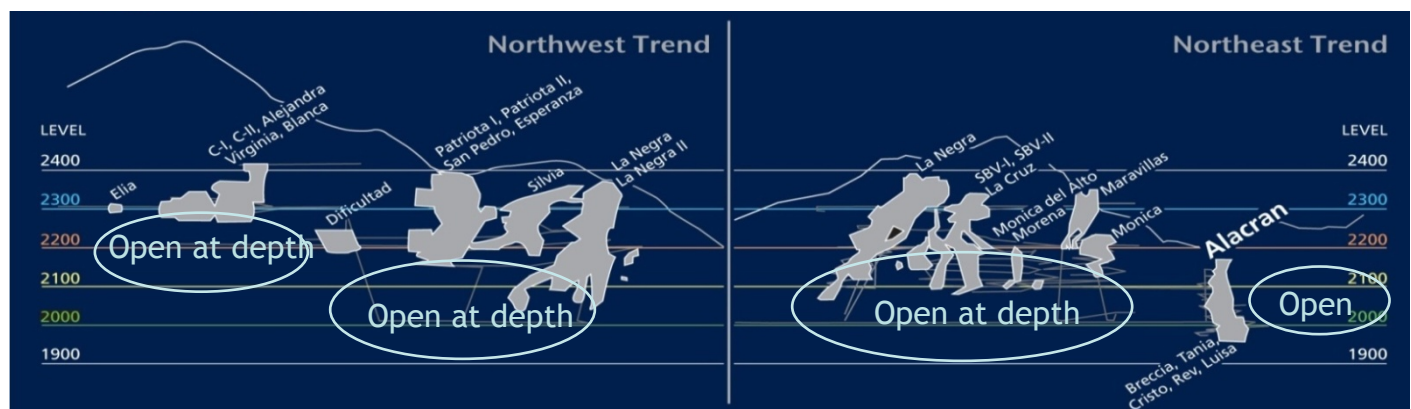 Northwest Trend
LEVEL
2400
2300
2200
2100
2000
1900
Elia
C-I, C-II, Alejandra
Virginia, Blanca
Dificultad
Patriota I, Patriota II,
San Pedro, Esperanza
Silvia
La Negra
La Negra II
Open at depth
Open at depth
Northeast Trend
LEVEL
2400
2300
2200
2100
2000
1900
La Negra
SBV-I, SBV-II
La Cruz
Monica del Alto
Morena
Maravillas
Monica
Alacran
Breccia, Tania,
Cristo, Rev, Luisa
Open at depth
Open